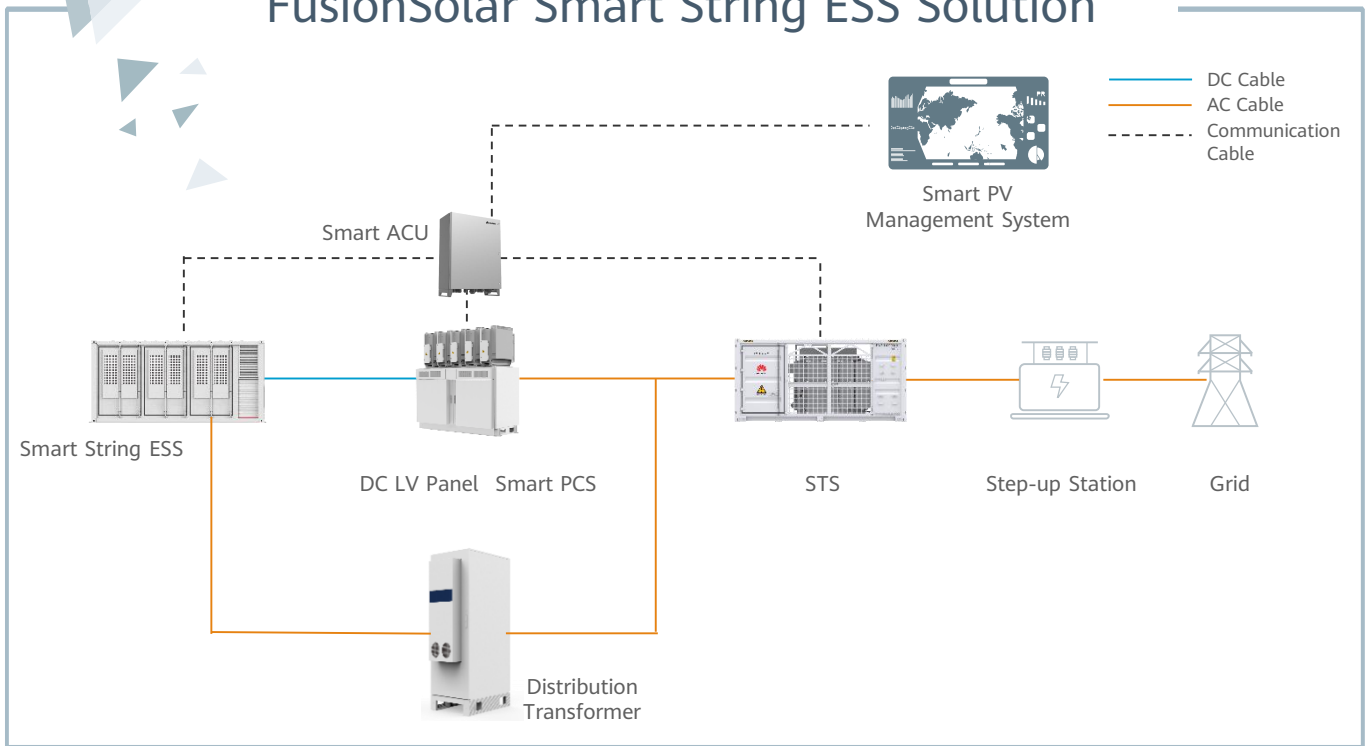 FusionSolar Smart String ESS Solution
DC Cable
AC Cable
Communication
Cable
Smart PV
Management System
Smart ACU
Smart String ESS
DC LV Panel Smart PCS
STS
Step-up Station
Grid
Distribution
Transformer